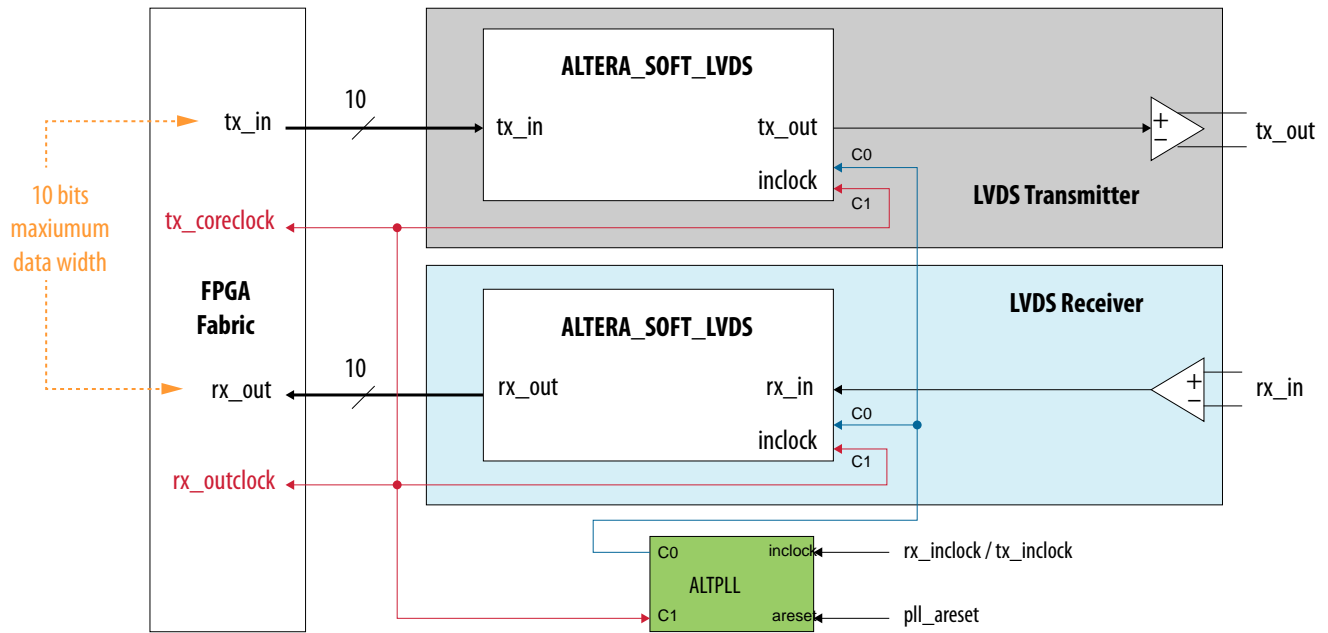 ALTERA_SOFT_LVDS
tx_in
10
tx_in
tx_out
tx_out
C0
inclock
C1
LVDS Transmitter
10 bits
maxiumum
data width
tx_coreclock
FPGA
Fabric
LVDS Receiver
ALTERA_SOFT_LVDS
rx_out
10
rx_out
rx_in
rx_in
C0
inclock
C1
rx_outclock
C0
inclock
rx_inclock / tx_inclock
ALTPLL
C1
areset
pll_areset
+
−
+
−